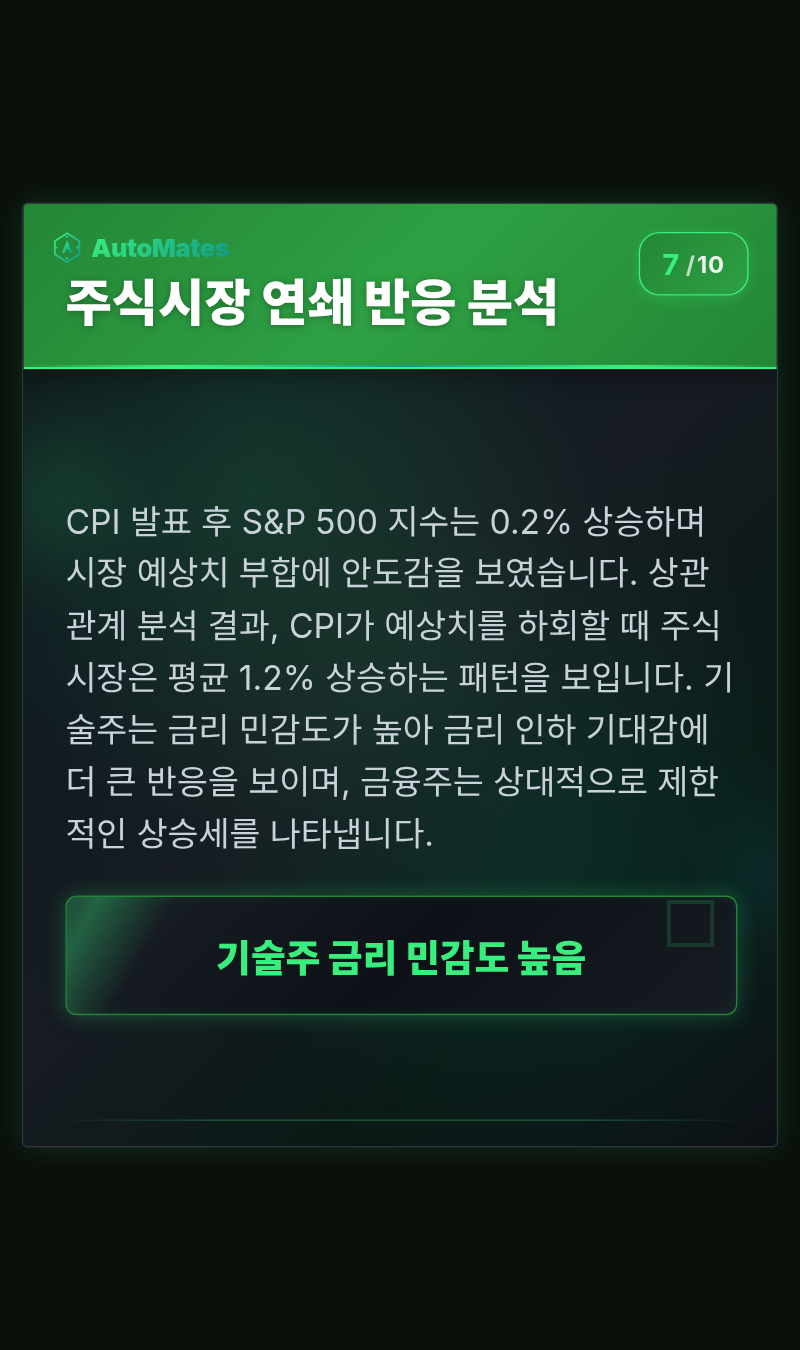 AutoMates
7 /10
주식시장 연쇄 반응 분석
CPI 발표 후 S&P 500 지수는 0.2% 상승하며
시장 예상치 부합에 안도감을 보였습니다. 상관
관계 분석 결과, CPI가 예상치를 하회할 때 주식
시장은 평균 1.2% 상승하는 패턴을 보입니다. 기
술주는 금리 민감도가 높아 금리 인하 기대감에
더 큰 반응을 보이며, 금융주는 상대적으로 제한
적인 상승세를 나타냅니다.
기술주 금리 민감도 높음